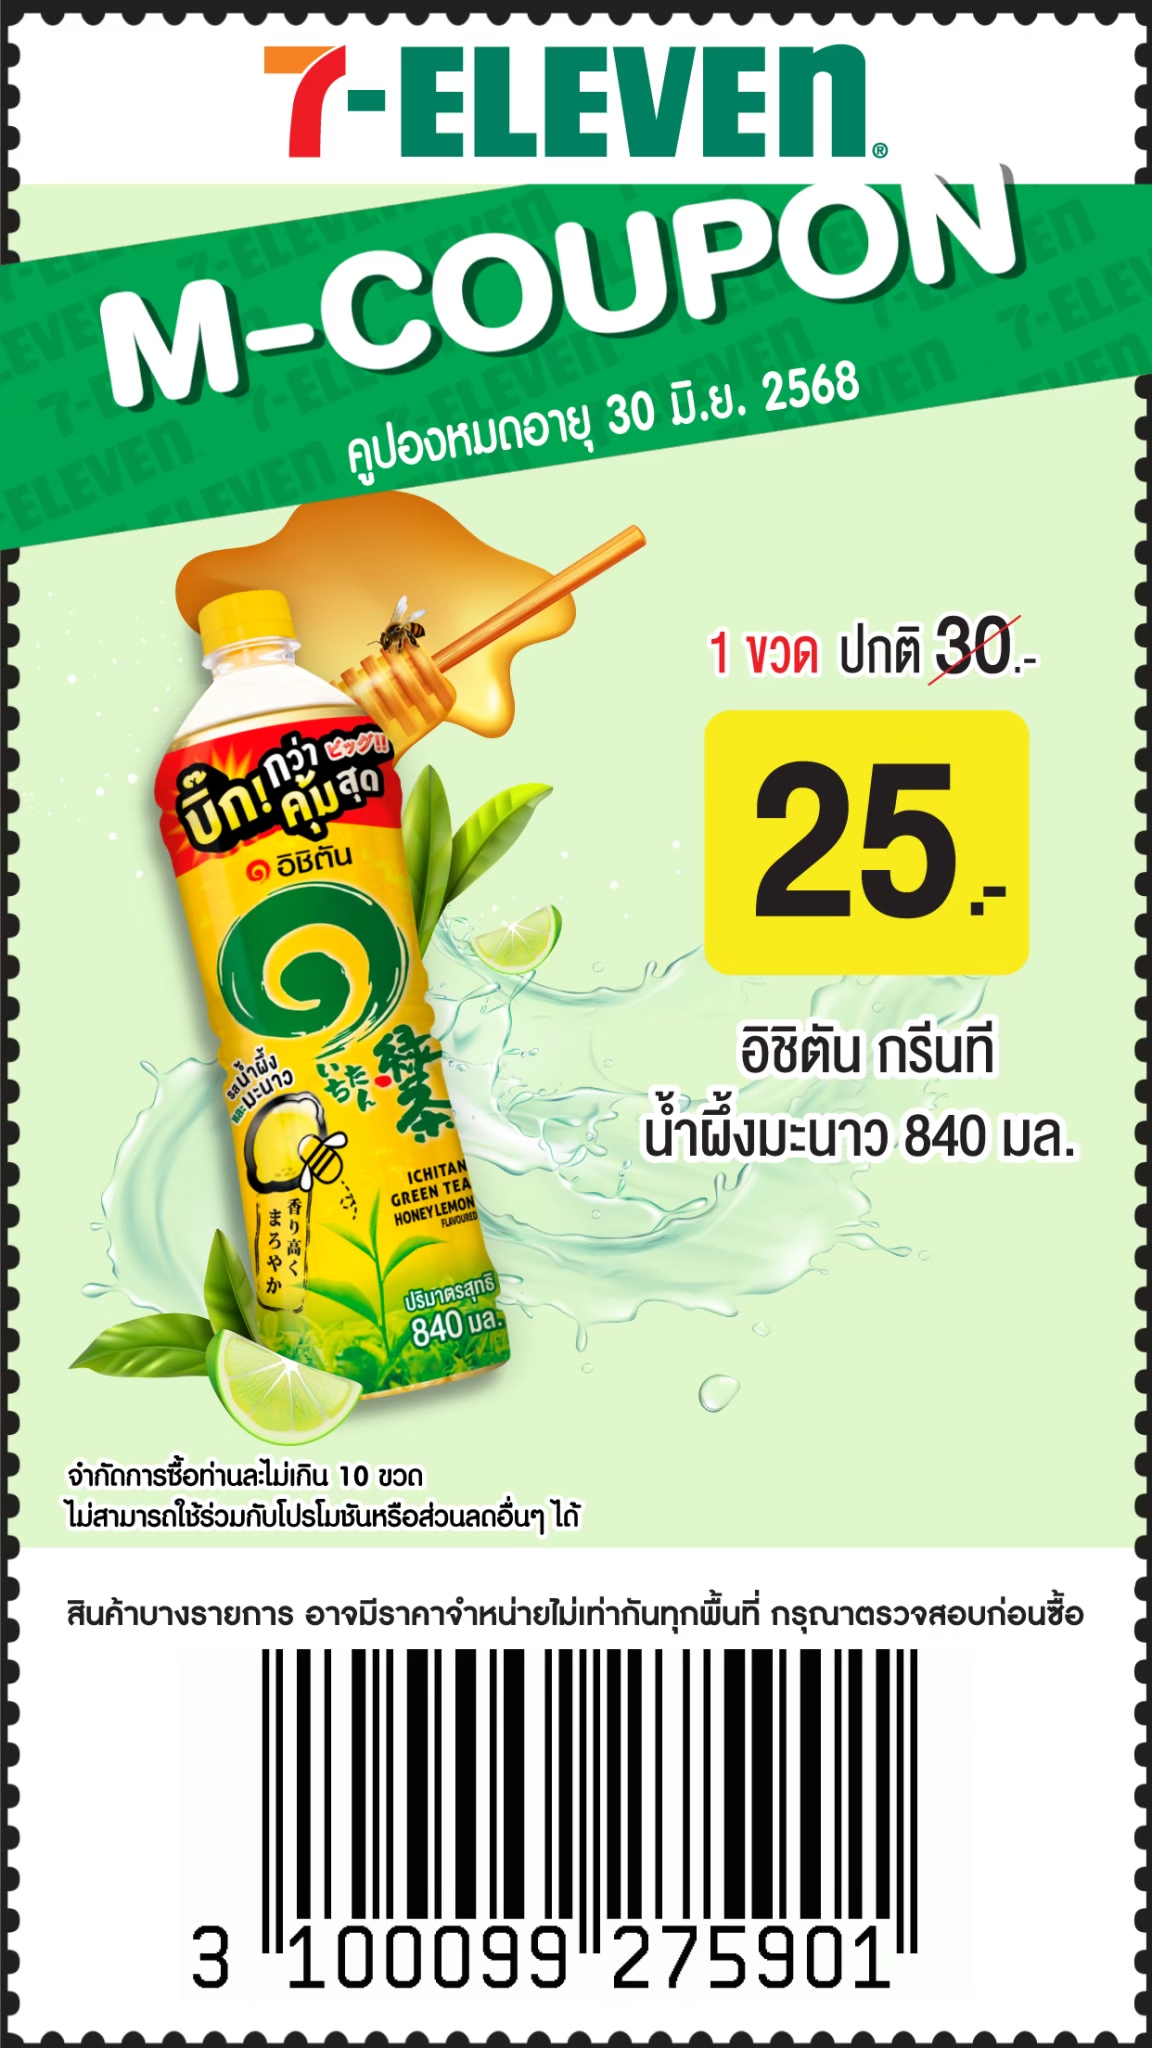 7-ELEVEN®
M-COUPON
คูปองหมดอายุ 30 มิ.ย. 2568
1 ขวด ปกติ 30.-
25.-
อิชิตัน กรีนที
น้ำผึ้งมะนาว 840 มล.
บิ๊ก! กว่า ビッグ!!
คุ้มสุด
อิชิตัน
รสน้ำผึ้ง
และมะนาว
いちたん
緑茶
ICHITAN
GREEN TEA
HONEY LEMON
FLAVOURED
香り高く
まろやか
ปริมาตรสุทธิ
840 มล.
จำกัดการซื้อท่านละไม่เกิน 10 ขวด
ไม่สามารถใช้ร่วมกับโปรโมชันหรือส่วนลดอื่นๆ ได้
สินค้าบางรายการ อาจมีราคาจำหน่ายไม่เท่ากันทุกพื้นที่ กรุณาตรวจสอบก่อนซื้อ
3 100099 275901